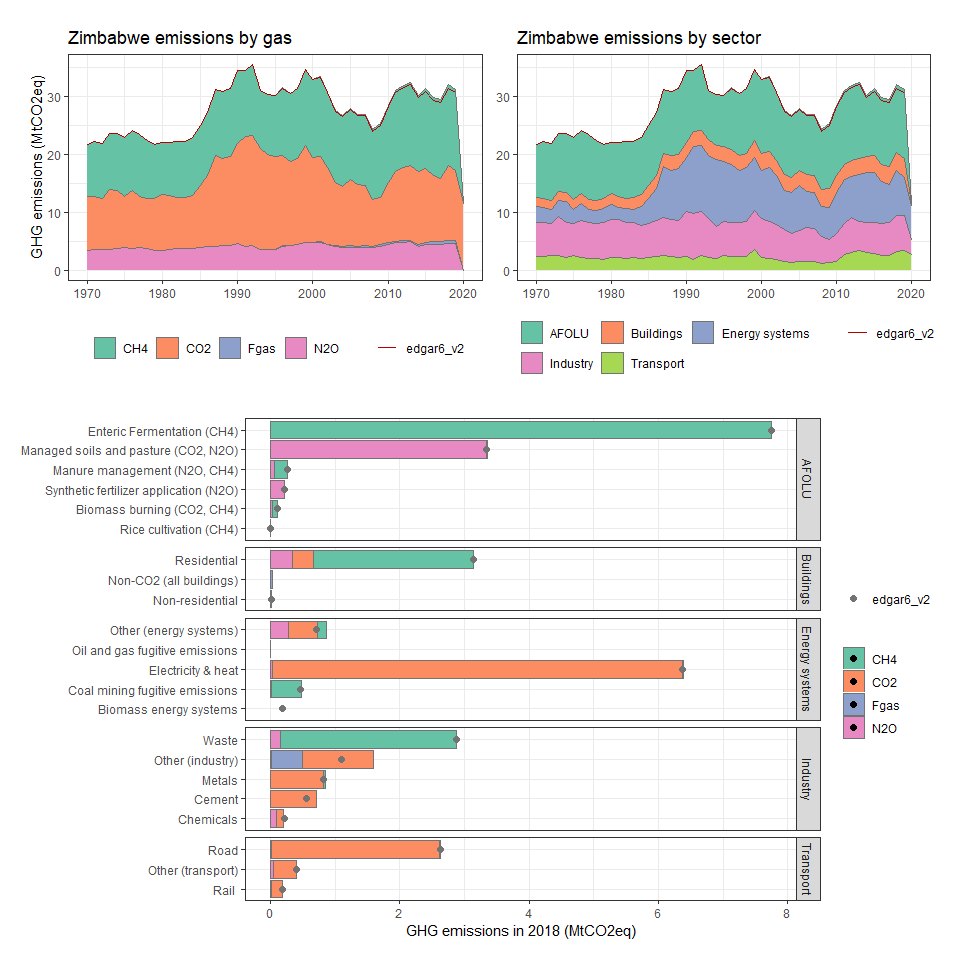 Zimbabwe emissions by gas
GHG emissions (MtCO2eq)
30
20
10
0
1970 1980 1990 2000 2010 2020
CH4 CO2 Fgas N2O edgar6_v2
Zimbabwe emissions by sector
30
20
10
0
1970 1980 1990 2000 2010 2020
AFOLU Buildings Energy systems edgar6_v2
Industry Transport
Enteric Fermentation (CH4)
Managed soils and pasture (CO2, N2O)
Manure management (N2O, CH4)
Synthetic fertilizer application (N2O)
Biomass burning (CO2, CH4)
Rice cultivation (CH4)
AFOLU
Residential
Non-CO2 (all buildings)
Non-residential
Buildings
Other (energy systems)
Oil and gas fugitive emissions
Electricity & heat
Coal mining fugitive emissions
Biomass energy systems
Energy systems
Waste
Other (industry)
Metals
Cement
Chemicals
Industry
Road
Other (transport)
Rail
Transport
0 2 4 6 8
GHG emissions in 2018 (MtCO2eq)
edgar6_v2
CH4
CO2
Fgas
N2O